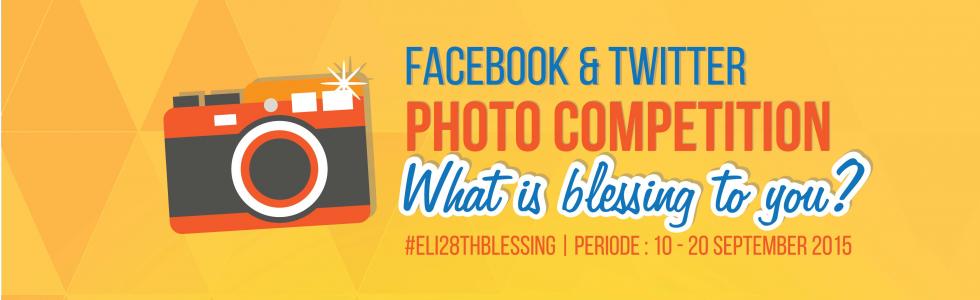 FACEBOOK & TWITTER
PHOTO COMPETITION
What is blessing to you?
#ELI28THBLESSING | PERIODE : 10 - 20 SEPTEMBER 2015